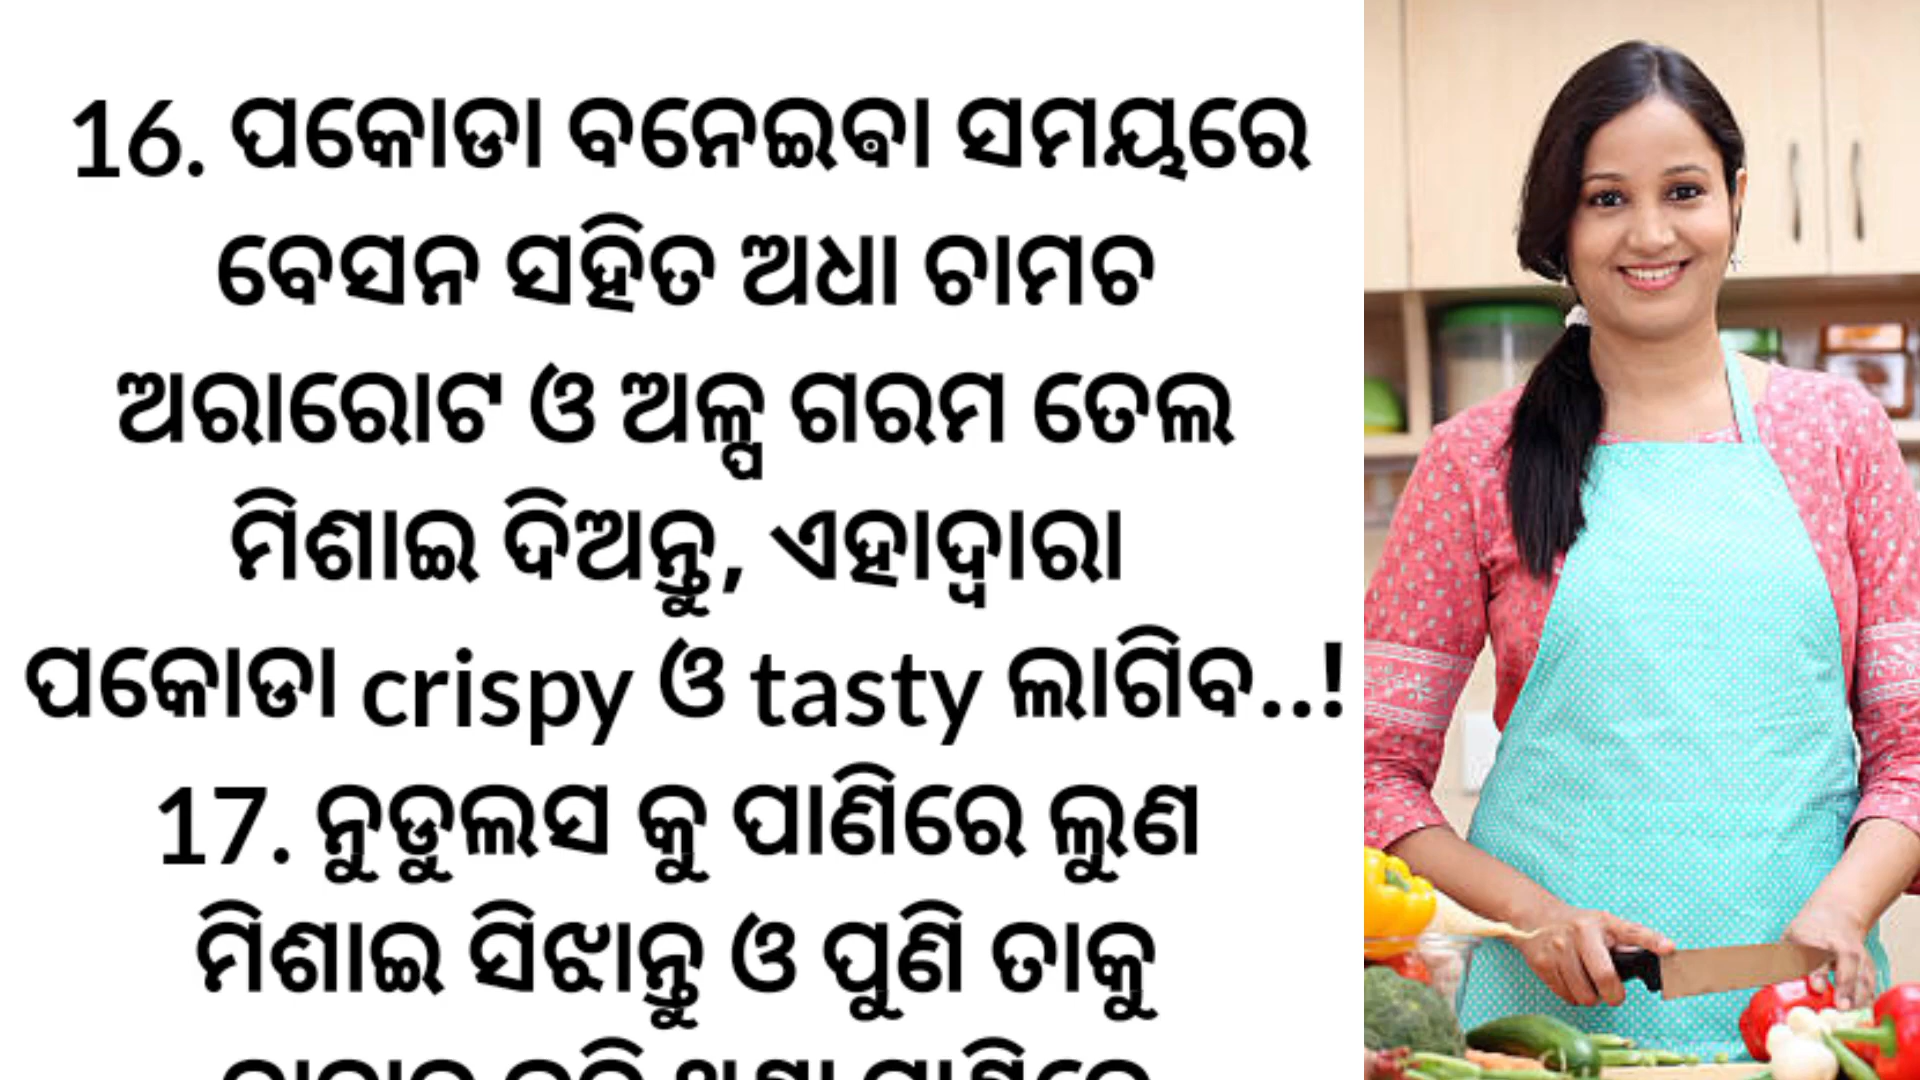 16. ପକୋଡା ବନେଇବା ସମୟରେ
ବେସନ ସହିତ ଅଧା ଚାମଚ
ଅରାରୋଟ ଓ ଅଳ୍ପ ଗରମ ତେଲ
ମିଶାଇ ଦିଅନ୍ତୁ, ଏହାଦ୍ୱାରା
ପକୋଡା crispy ଓ tasty ଲାଗିବ..!
17. ନୁଡୁଲସ କୁ ପାଣିରେ ଲୁଣ
ମିଶାଇ ସିଝାନ୍ତୁ ଓ ପୁଣି ତାକୁ